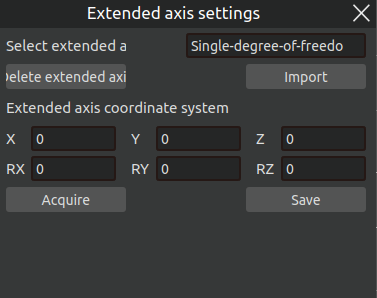 Extended axis settings
Select extended a Single-degree-of-freedo
Delete extended axi Import
Extended axis coordinate system
X 0 Y 0 Z 0
RX 0 RY 0 RZ 0
Acquire Save